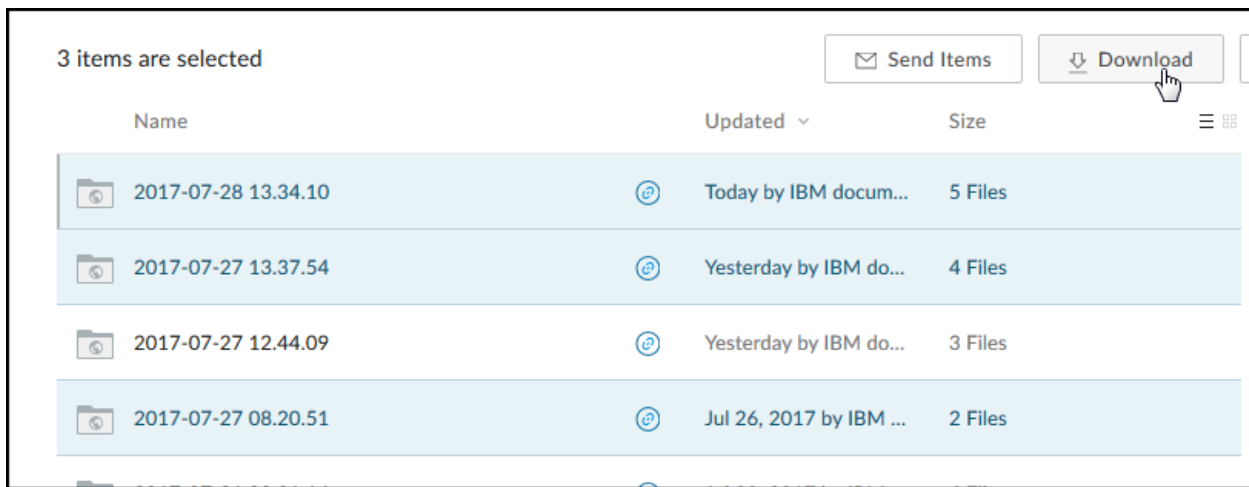 3 items are selected Send Items Download
Name Updated Size
2017-07-28 13.34.10 Today by IBM docum... 5 Files
2017-07-27 13.37.54 Yesterday by IBM do... 4 Files
2017-07-27 12.44.09 Yesterday by IBM do... 3 Files
2017-07-27 08.20.51 Jul 26, 2017 by IBM ... 2 Files